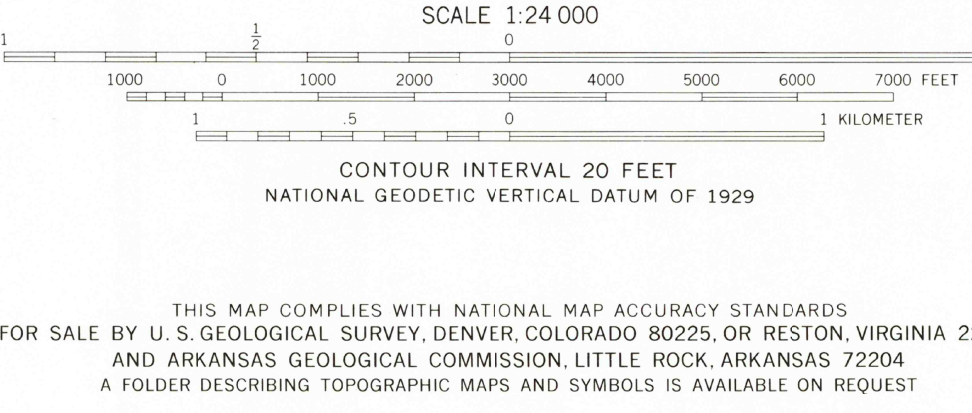 SCALE 1:24 000
1 1/2 0
1000 0 1000 2000 3000 4000 5000 6000 7000 FEET
1 .5 0 1 KILOMETER
CONTOUR INTERVAL 20 FEET
NATIONAL GEODETIC VERTICAL DATUM OF 1929
THIS MAP COMPLIES WITH NATIONAL MAP ACCURACY STANDARDS
FOR SALE BY U. S. GEOLOGICAL SURVEY, DENVER, COLORADO 80225, OR RESTON, VIRGINIA
AND ARKANSAS GEOLOGICAL COMMISSION, LITTLE ROCK, ARKANSAS 72204
A FOLDER DESCRIBING TOPOGRAPHIC MAPS AND SYMBOLS IS AVAILABLE ON REQUEST